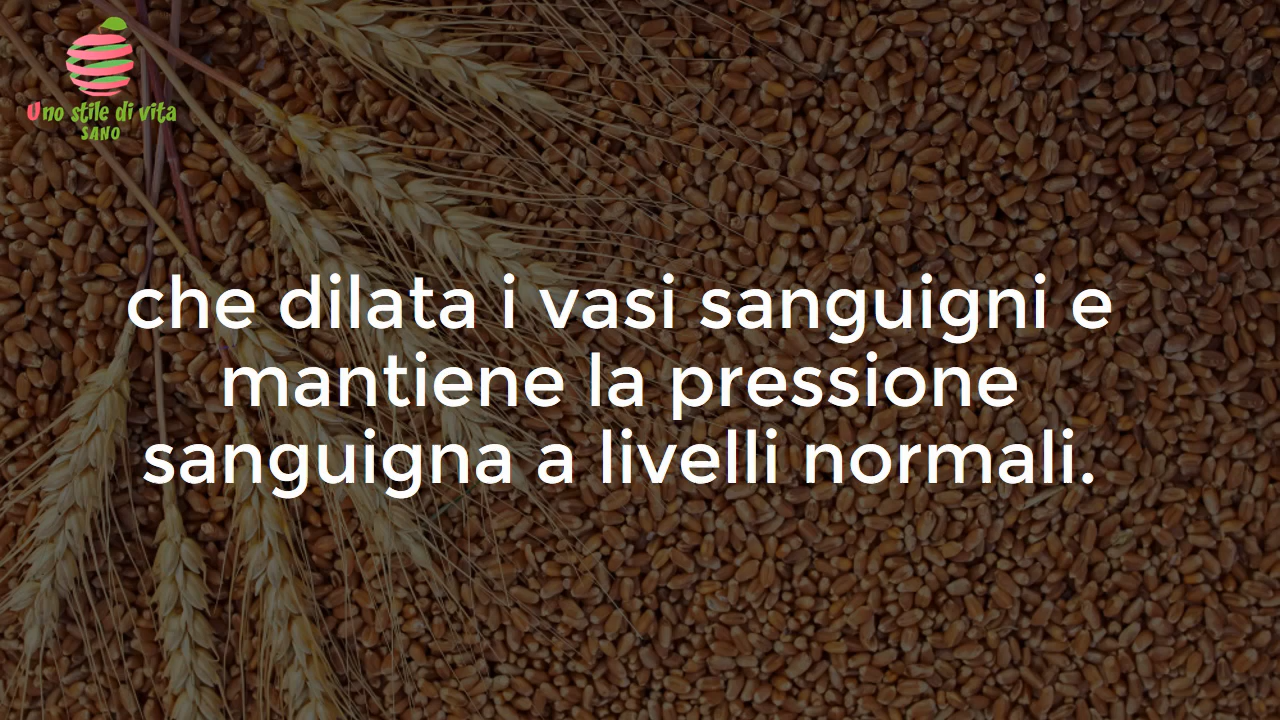 Uno stile di vita
SANO
che dilata i vasi sanguigni e
mantiene la pressione
sanguigna a livelli normali.